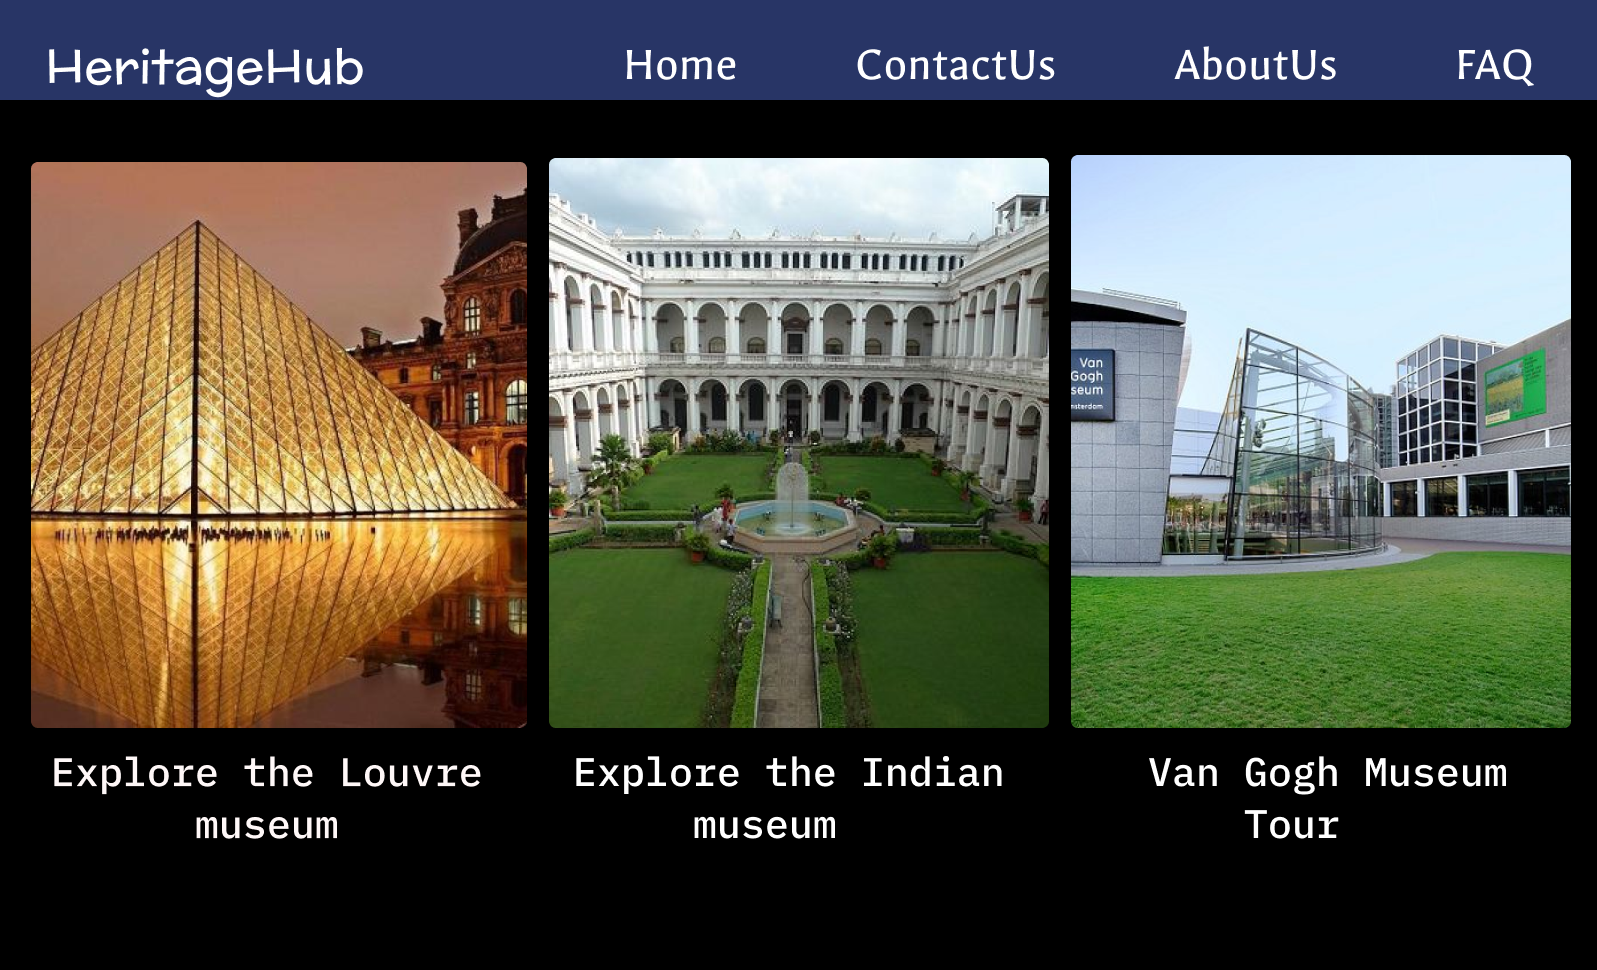 HeritageHub
Home ContactUs AboutUs FAQ
Van
Gogh
seum
msterdam
Explore the Louvre
museum
Explore the Indian
museum
Van Gogh Museum
Tour